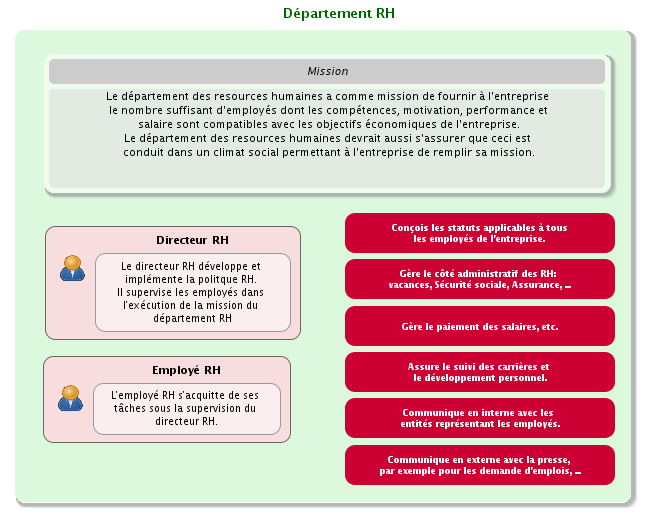 Département RH
Mission
Le département des resources humaines a comme mission de fournir à l'entreprise
le nombre suffisant d'employés dont les compétences, motivation, performance et
salaire sont compatibles avec les objectifs économiques de l'entreprise.
Le département des resources humaines devrait aussi s'assurer que ceci est
conduit dans un climat social permettant à l'entreprise de remplir sa mission.
Directeur RH
Le directeur RH développe et
implémente la politque RH.
Il supervise les employés dans
l'exécution de la mission du
département RH
Employé RH
L'employé RH s'acquitte de ses
tâches sous la supervision du
directeur RH.
Conçois les statuts applicables à tous
les employés de l'entreprise.
Gère le côté administratif des RH:
vacances, Sécurité sociale, Assurance, ...
Gère le paiement des salaires, etc.
Assure le suivi des carrières et
le développement personnel.
Communique en interne avec les
entités représentant les employés.
Communique en externe avec la presse,
par exemple pour les demande d'emplois, ...